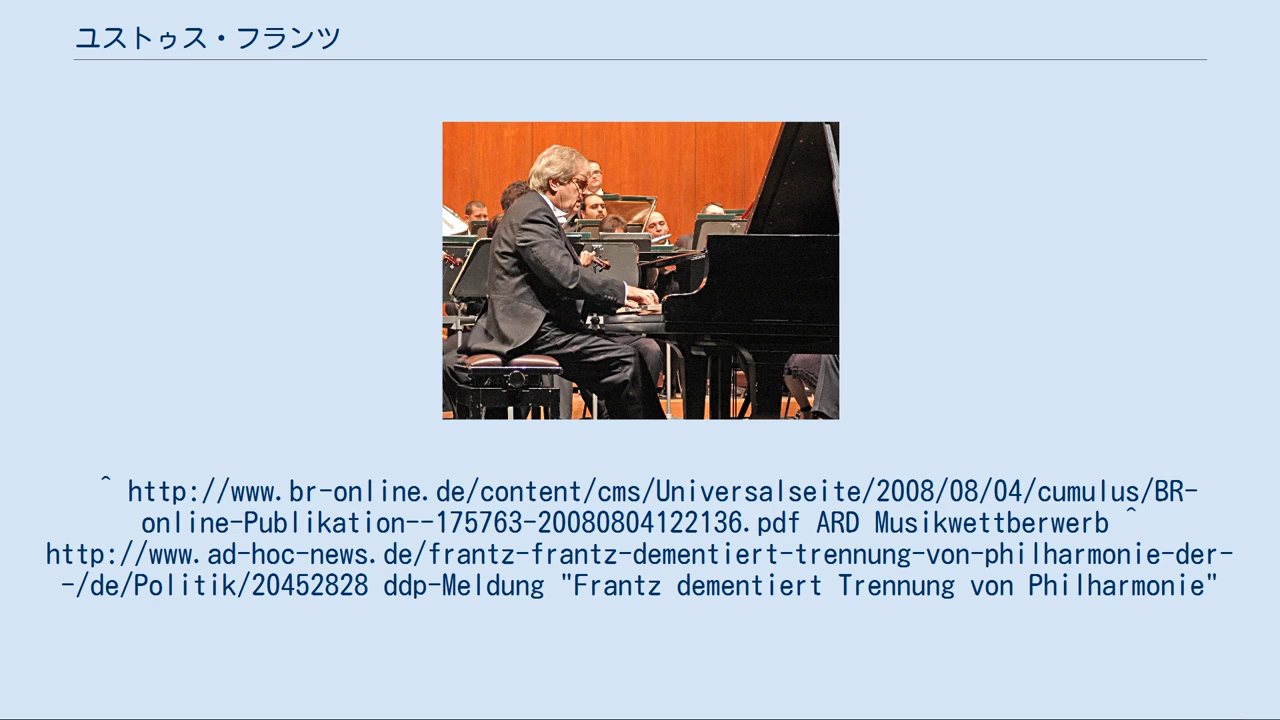 ユストゥス・フランツ
^ http://www.br-online.de/content/cms/Universalseite/2008/08/04/cumulus/BR-
online-Publikation--175763-20080804122136.pdf ARD Musikwettberwerb ^
http://www.ad-hoc-news.de/frantz-frantz-dementiert-trennung-von-philharmonie-der-
-/de/Politik/20452828 ddp-Meldung "Frantz dementiert Trennung von Philharmonie"